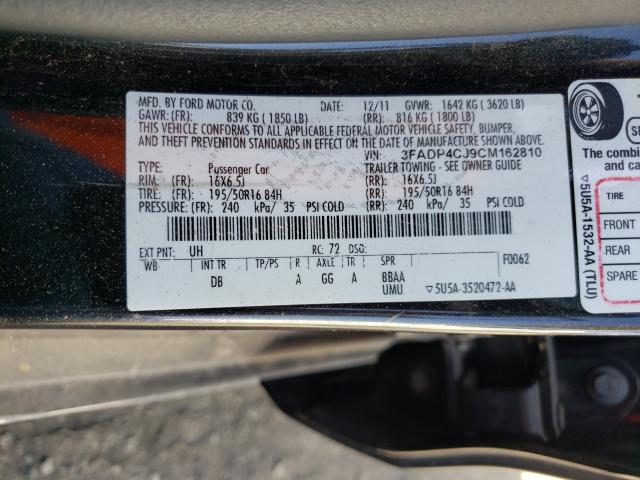 MFD. BY FORD MOTOR CO. DATE: 12/11 GVWR: 1642 KG ( 3620 LB)
GAWR: (FR): 839 KG ( 1850 LB) (RR): 816 KG ( 1800 LB)
THIS VEHICLE CONFORMS TO ALL APPLICABLE FEDERAL MOTOR VEHICLE SAFETY, BUMPER,
AND THEFT PREVENTION STANDARDS IN EFFECT ON THE DATE OF MANUFACTURE SHOWN ABOVE.
VIN: 3FADP4CJ9CM162810
TYPE: Passenger Car TRAILER TOWING - SEE OWNER GUIDE
RIM: (FR): 16X6.5J (RR): 16X6.5J
TIRE: (FR): 195/50R16 84H (RR): 195/50R16 84H
PRESSURE: (FR): 240 kPa/ 35 PSI COLD (RR): 240 kPa/ 35 PSI COLD
EXT PNT: UH RC: 72 DSO: F0062
WB INT TR TP/PS R AXLE TR SPR
DB A GG A BBAA
UMU ▽5U5A-3520472-AA
The combin
and ca
TIRE
FRONT
REAR
SPARE
▽5U5A-1532-AA (TLU)